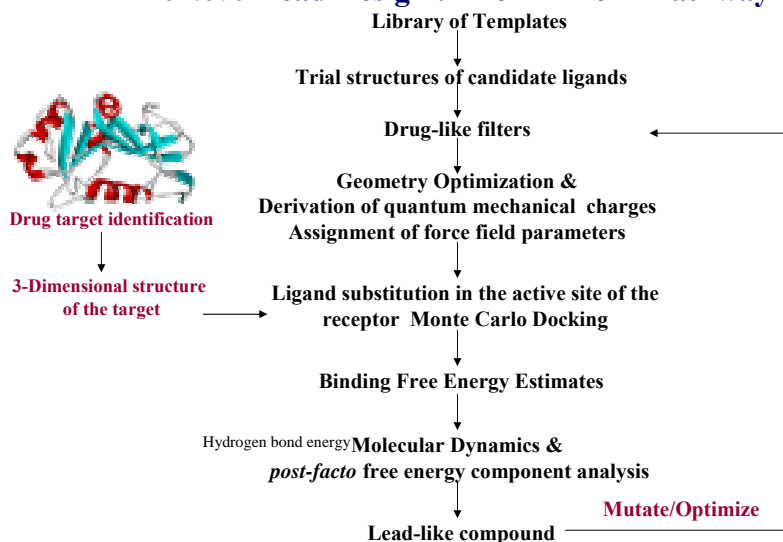 Library of Templates
Trial structures of candidate ligands
Drug-like filters
Geometry Optimization &
Derivation of quantum mechanical charges
Assignment of force field parameters
Drug target identification
3-Dimensional structure
of the target
Ligand substitution in the active site of the
receptor Monte Carlo Docking
Binding Free Energy Estimates
Hydrogen bond energy Molecular Dynamics &
post-facto free energy component analysis
Mutate/Optimize
Lead-like compound